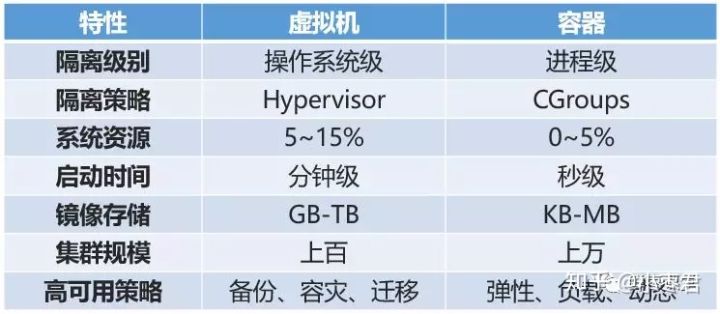 特性 虚拟机 容器
隔离级别 操作系统级 进程级
隔离策略 Hypervisor CGroups
系统资源 5~15% 0~5%
启动时间 分钟级 秒级
镜像存储 GB-TB KB-MB
集群规模 上百 上万
高可用策略 备份、容灾、迁移 弹性、负载、动态
知乎 @小枣君